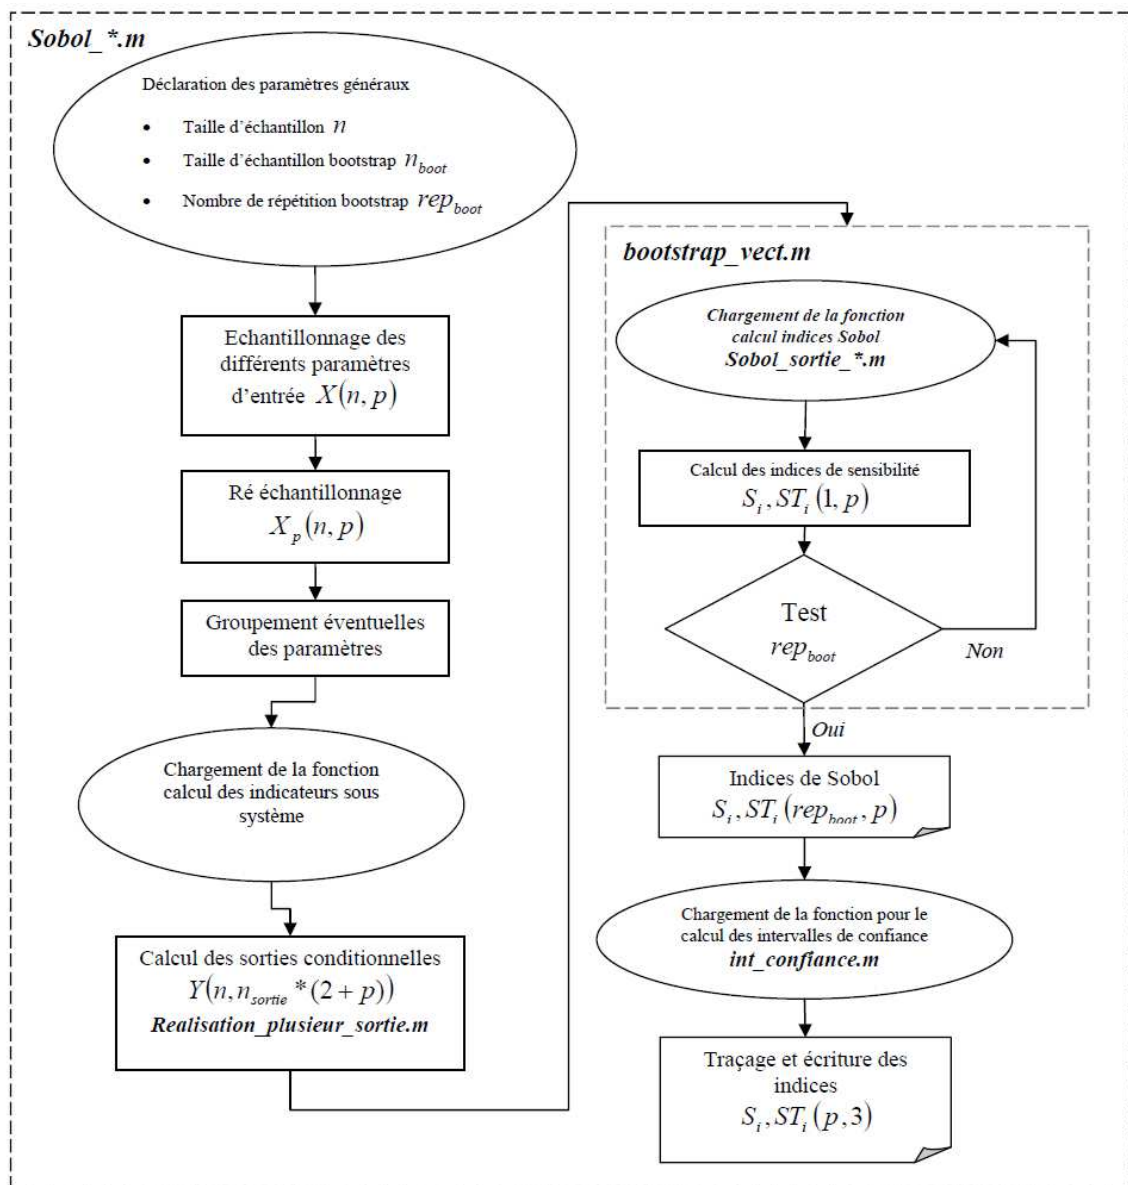 Sobol_*.m
Déclaration des paramètres généraux
• Taille d'échantillon n
• Taille d'échantillon bootstrap n_boot
• Nombre de répétition bootstrap rep_boot
Echantillonnage des
différents paramètres
d'entrée X(n, p)
Ré échantillonnage
X_p(n, p)
Groupement éventuelles
des paramètres
Chargement de la fonction
calcul des indicateurs sous
système
Calcul des sorties conditionnelles
Y(n, n_sortie * (2 + p))
Realisation_plusieur_sortie.m
bootstrap_vect.m
Chargement de la fonction
calcul indices Sobol
Sobol_sortie_*.m
Calcul des indices de sensibilité
S_i, ST_i(1, p)
Test
rep_boot
Non
Oui
Indices de Sobol
S_i, ST_i(rep_boot, p)
Chargement de la fonction pour le
calcul des intervalles de confiance
int_confiance.m
Traçage et écriture des
indices
S_i, ST_i(p, 3)